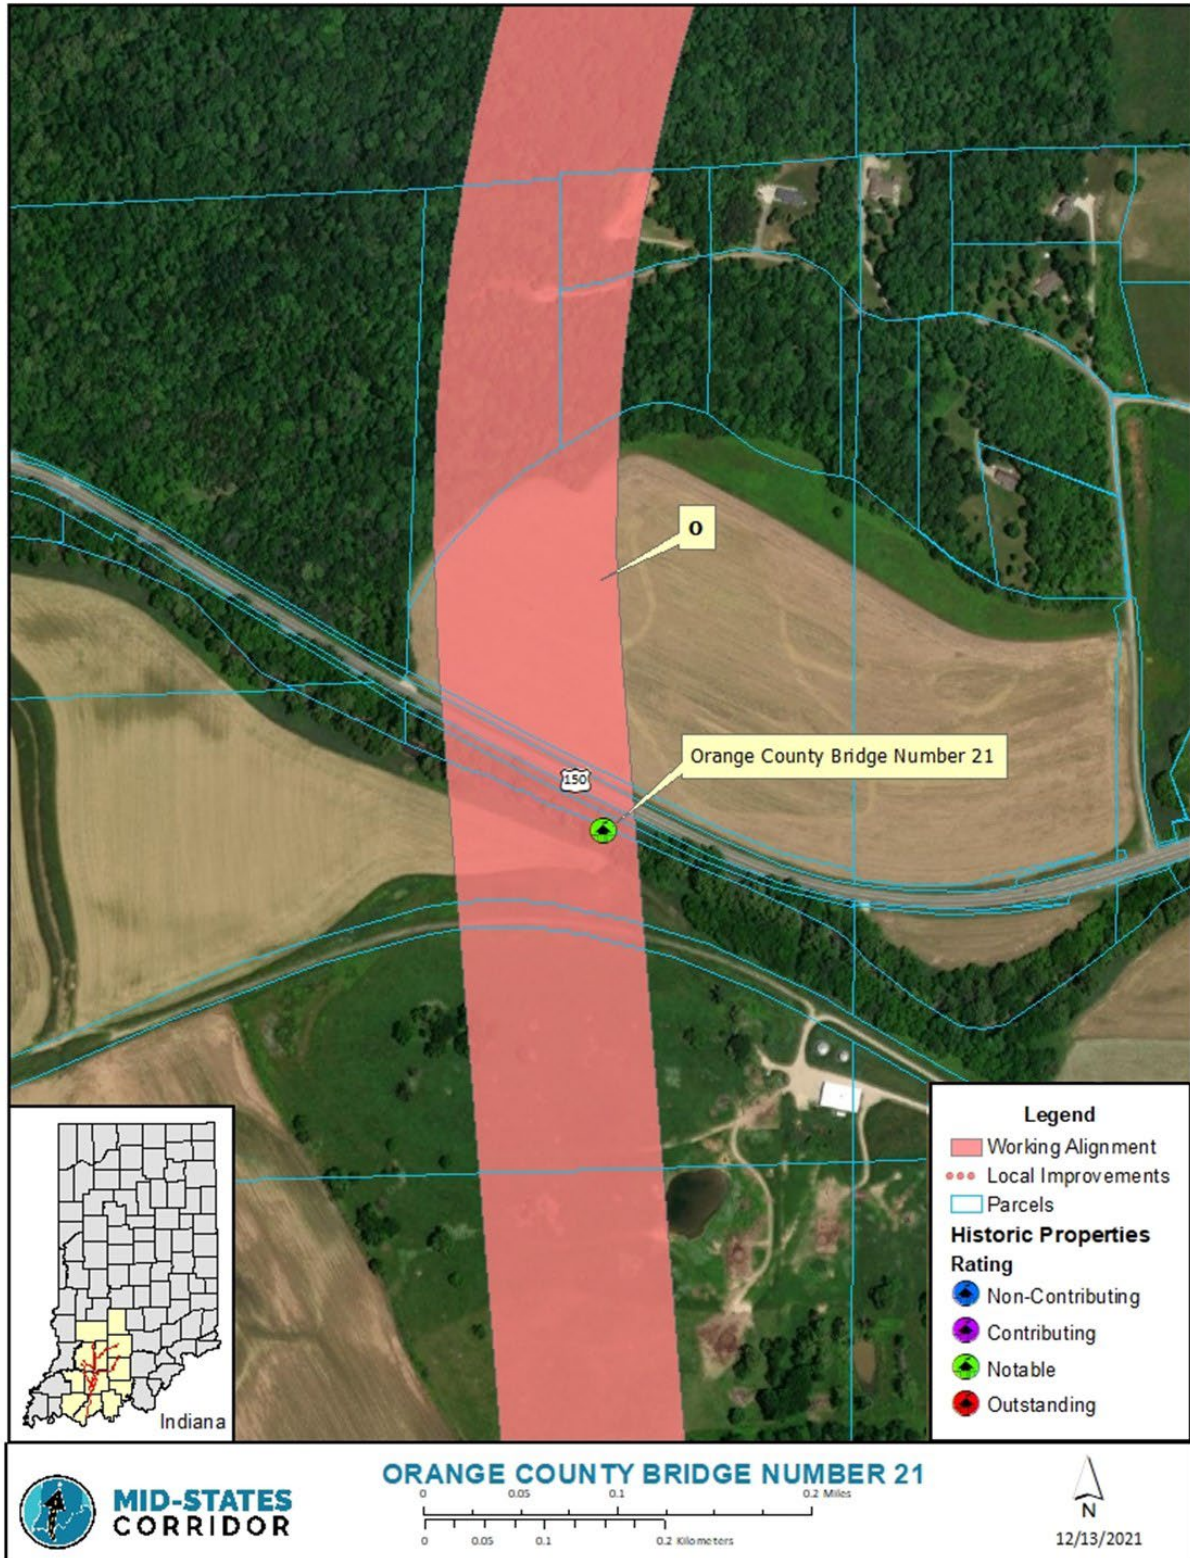 O
Orange County Bridge Number 21
150
Legend
Working Alignment
Local Improvements
Parcels
Historic Properties
Rating
Non-Contributing
Contributing
Notable
Outstanding
Indiana
MID-STATES
CORRIDOR
ORANGE COUNTY BRIDGE NUMBER 21
0 0.05 0.1 0.2 Miles
0 0.05 0.1 0.2 Kilometers
N
12/13/2021